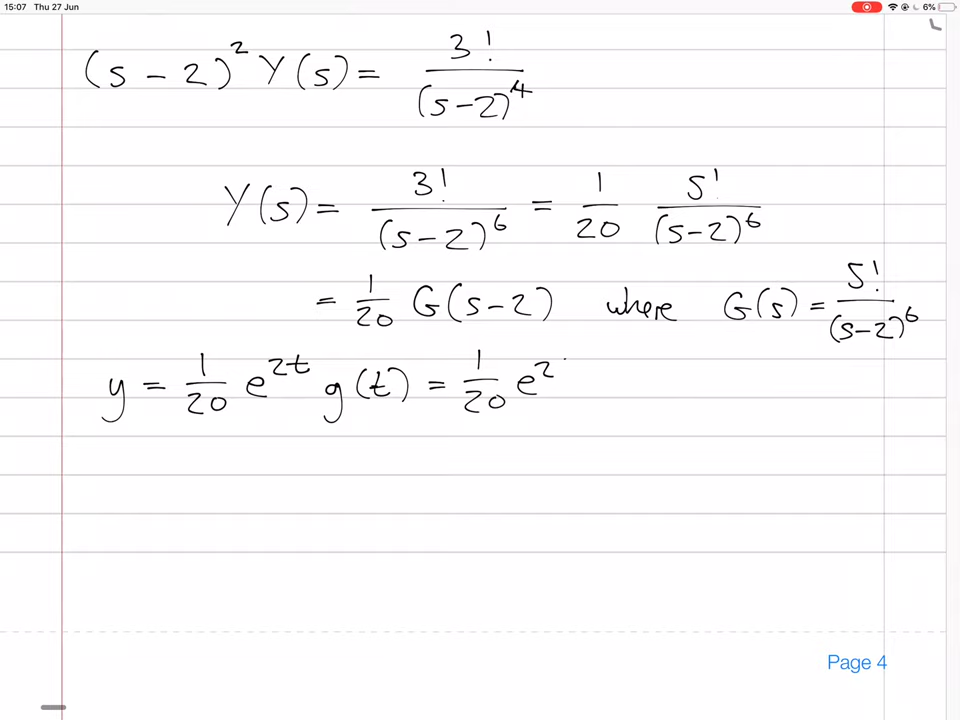 15:07 Thu 27 Jun 6%
(s - 2)^2 Y(s) = 3! / (s-2)^4
Y(s) = 3! / (s-2)^6 = 1/20 5! / (s-2)^6
= 1/20 G(s-2) where G(s) = 5! / (s-2)^6
y = 1/20 e^{2t} g(t) = 1/20 e^2
Page 4